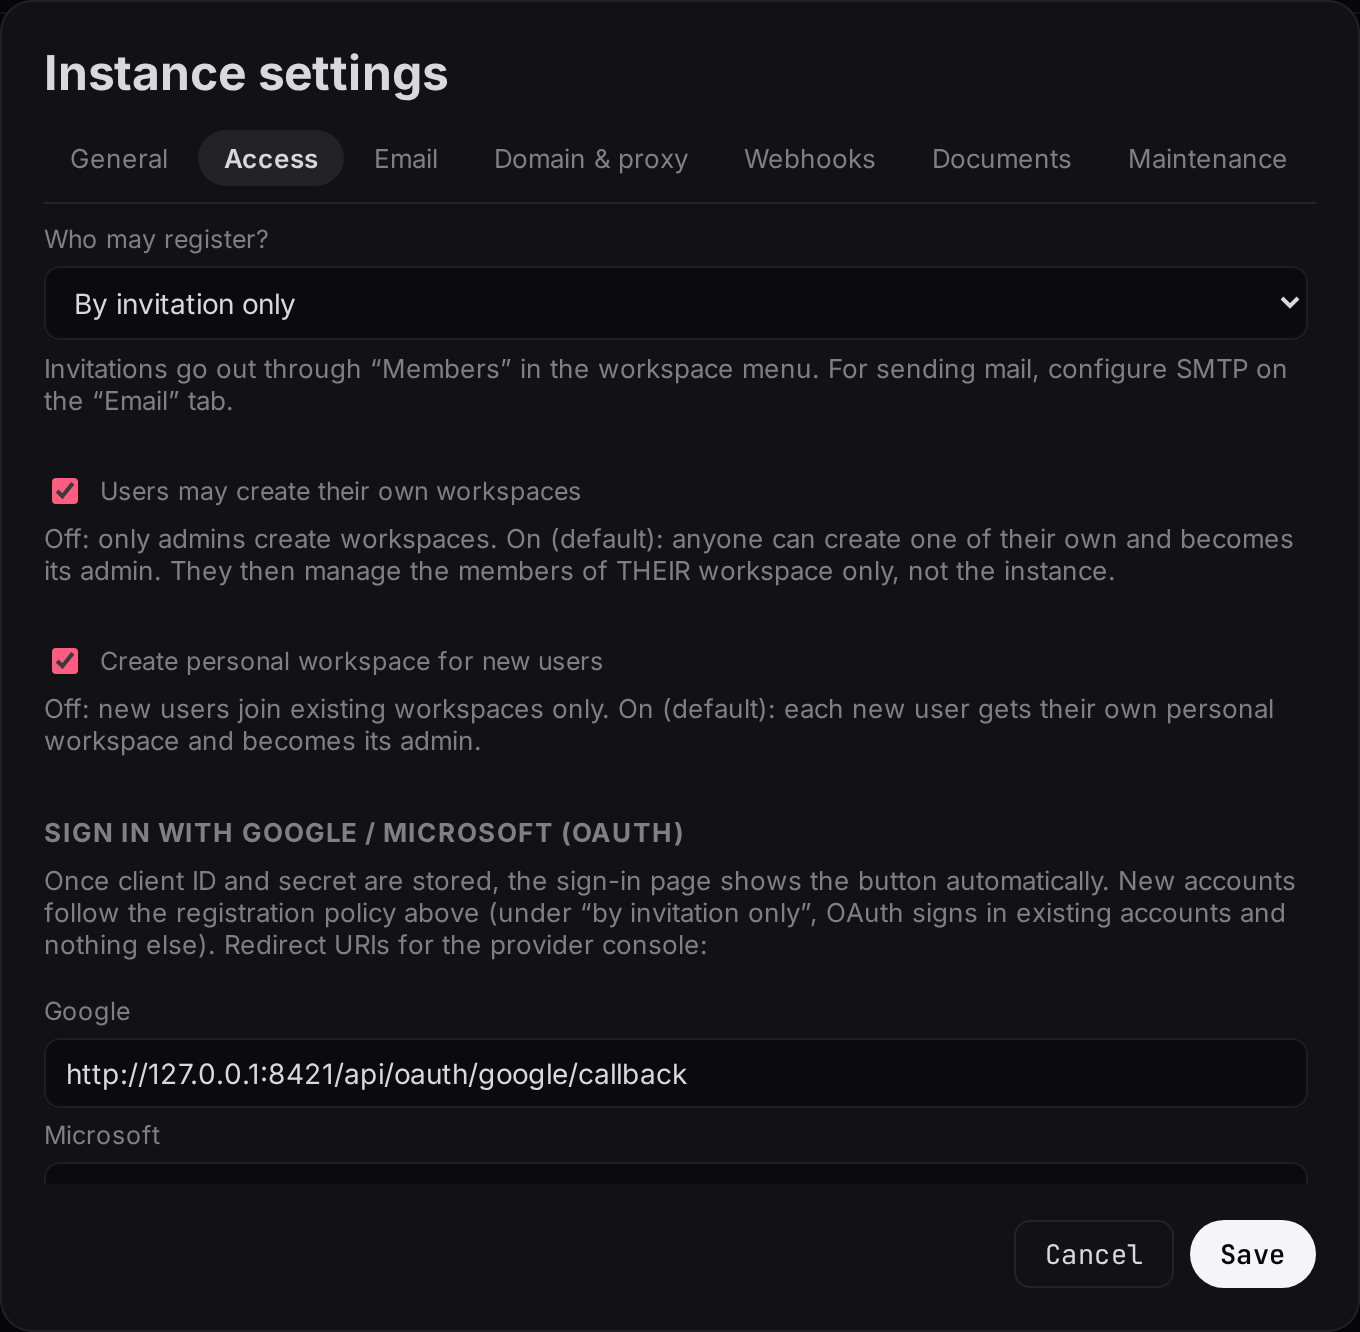 Instance settings
General Access Email Domain & proxy Webhooks Documents Maintenance
Who may register?
By invitation only
Invitations go out through “Members” in the workspace menu. For sending mail, configure SMTP on
the “Email” tab.
Users may create their own workspaces
Off: only admins create workspaces. On (default): anyone can create one of their own and becomes
its admin. They then manage the members of THEIR workspace only, not the instance.
Create personal workspace for new users
Off: new users join existing workspaces only. On (default): each new user gets their own personal
workspace and becomes its admin.
SIGN IN WITH GOOGLE / MICROSOFT (OAUTH)
Once client ID and secret are stored, the sign-in page shows the button automatically. New accounts
follow the registration policy above (under “by invitation only”, OAuth signs in existing accounts and
nothing else). Redirect URIs for the provider console:
Google
http://127.0.0.1:8421/api/oauth/google/callback
Microsoft
Cancel Save